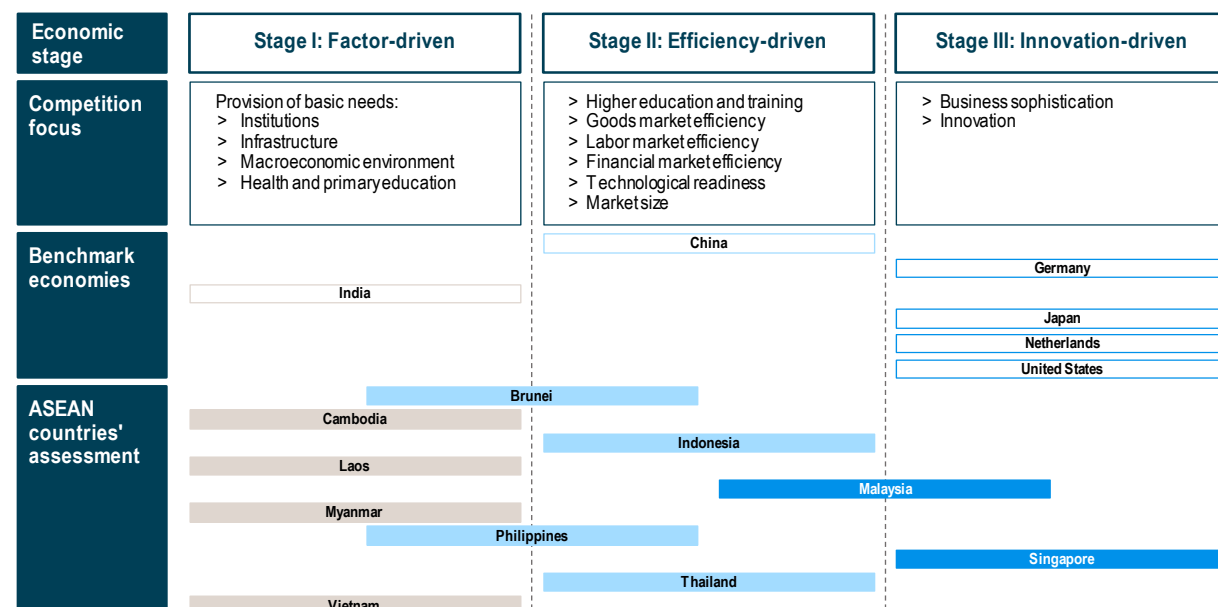 Economic
stage
Stage I: Factor-driven
Stage II: Efficiency-driven
Stage III: Innovation-driven
Competition
focus
Provision of basic needs:
> Institutions
> Infrastructure
> Macroeconomic environment
> Health and primary education
> Higher education and training
> Goods market efficiency
> Labor market efficiency
> Financial market efficiency
> Technological readiness
> Market size
> Business sophistication
> Innovation
Benchmark
economies
China
Germany
India
Japan
Netherlands
United States
ASEAN
countries'
assessment
Brunei
Cambodia
Indonesia
Laos
Malaysia
Myanmar
Philippines
Singapore
Thailand
Vietnam